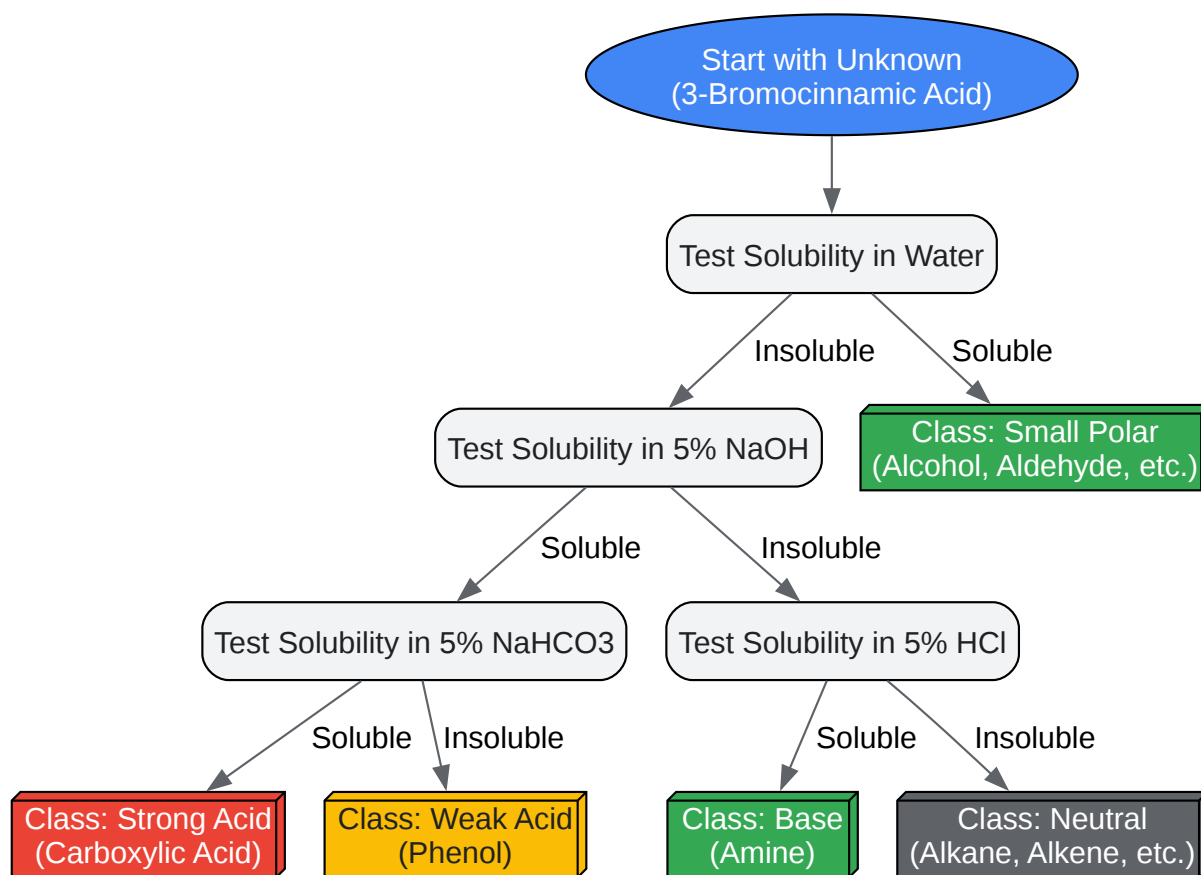 Start with Unknown
(3-Bromocinnamic Acid)
Test Solubility in Water
Insoluble
Soluble
Test Solubility in 5% NaOH
Class: Small Polar
(Alcohol, Aldehyde, etc.)
Soluble
Insoluble
Test Solubility in 5% NaHCO3
Test Solubility in 5% HCl
Soluble
Insoluble
Soluble
Insoluble
Class: Strong Acid
(Carboxylic Acid)
Class: Weak Acid
(Phenol)
Class: Base
(Amine)
Class: Neutral
(Alkane, Alkene, etc.)